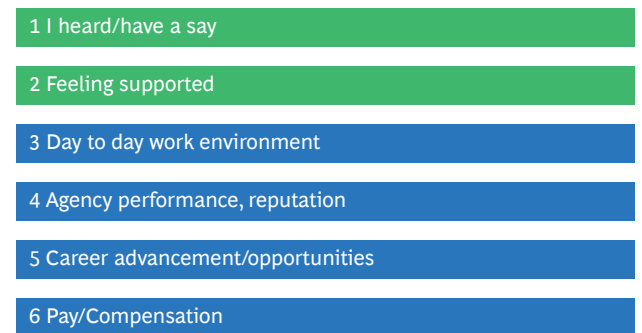 1 I heard/have a say
2 Feeling supported
3 Day to day work environment
4 Agency performance, reputation
5 Career advancement/opportunities
6 Pay/Compensation